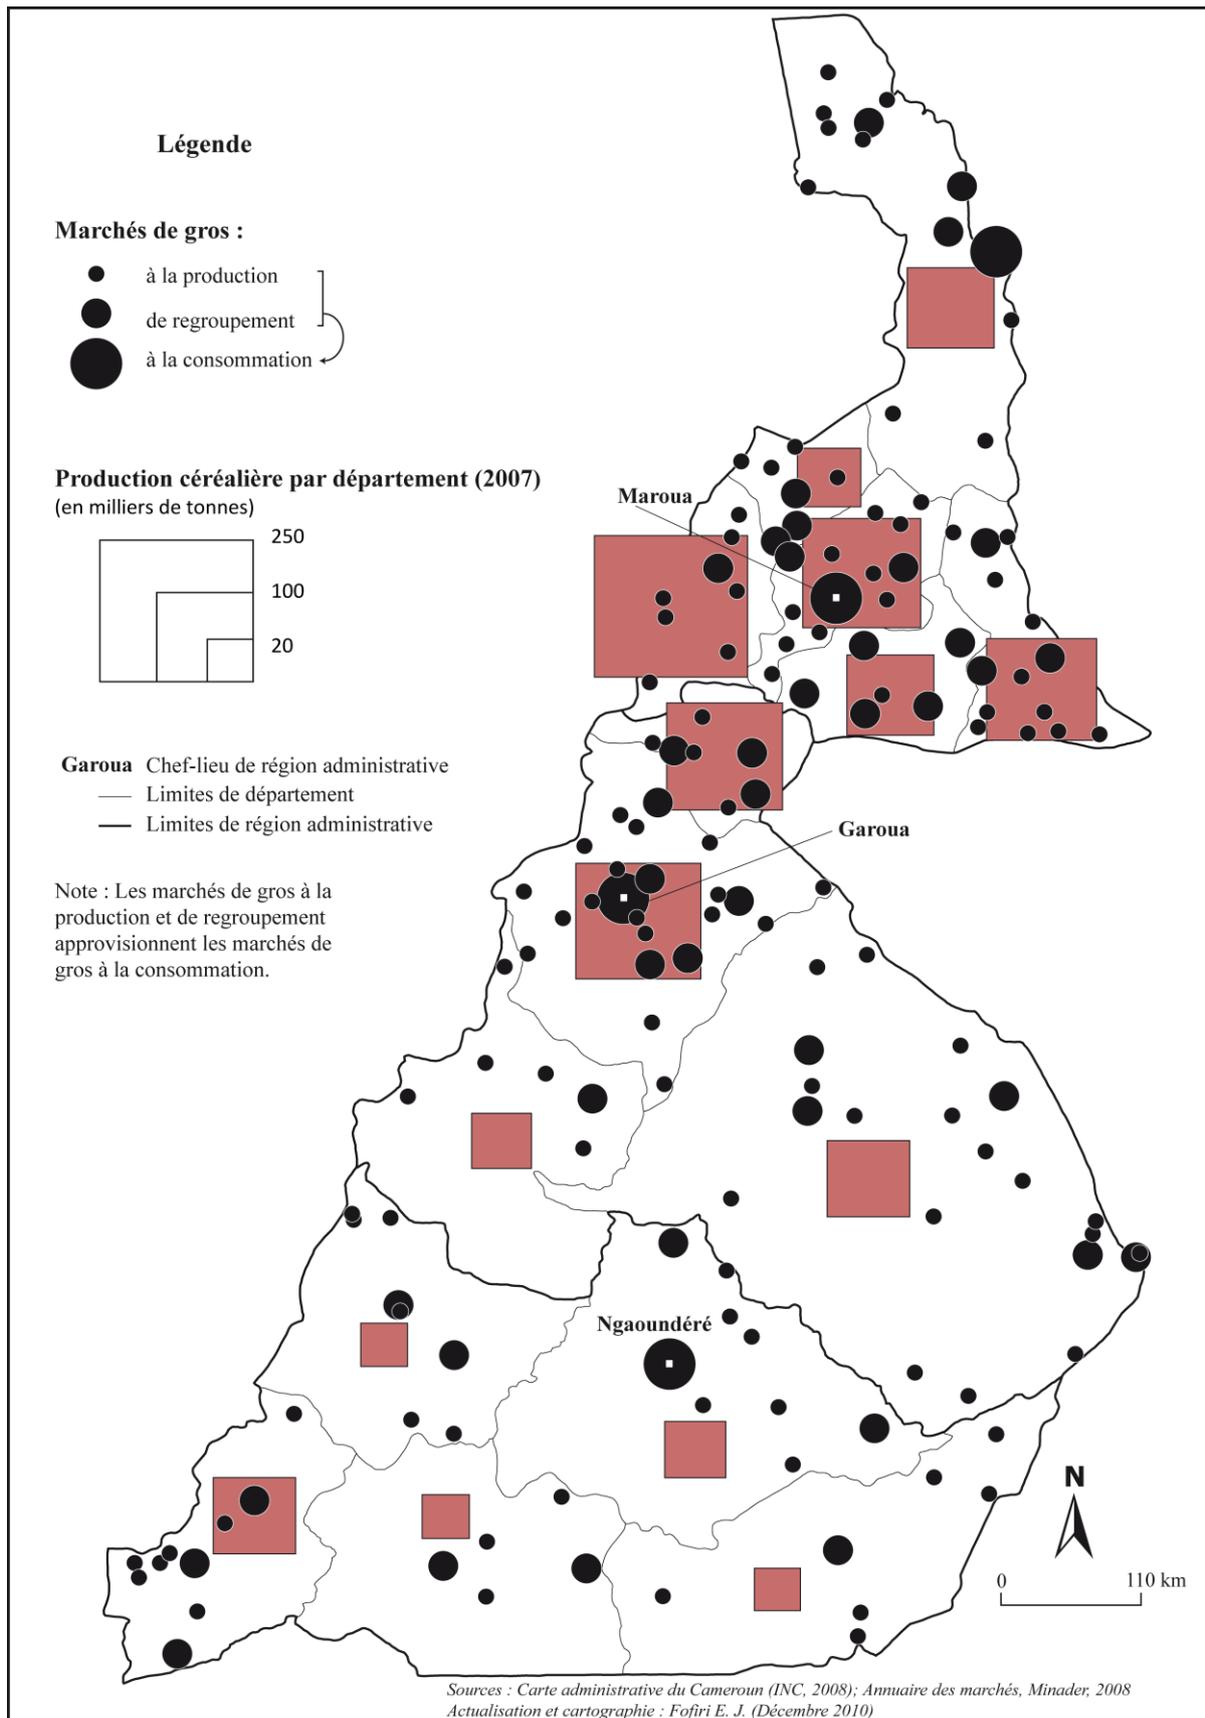 Légende
Marchés de gros :
à la production
de regroupement
à la consommation
Production céréalière par département (2007)
(en milliers de tonnes)
250
100
20
Garoua Chef-lieu de région administrative
Limites de département
Limites de région administrative
Note : Les marchés de gros à la
production et de regroupement
approvisionnent les marchés de
gros à la consommation.
Maroua
Garoua
Ngaoundéré
N
0 110 km
Sources : Carte administrative du Cameroun (INC, 2008); Annuaire des marchés, Minader, 2008
Actualisation et cartographie : Fofiri E. J. (Décembre 2010)